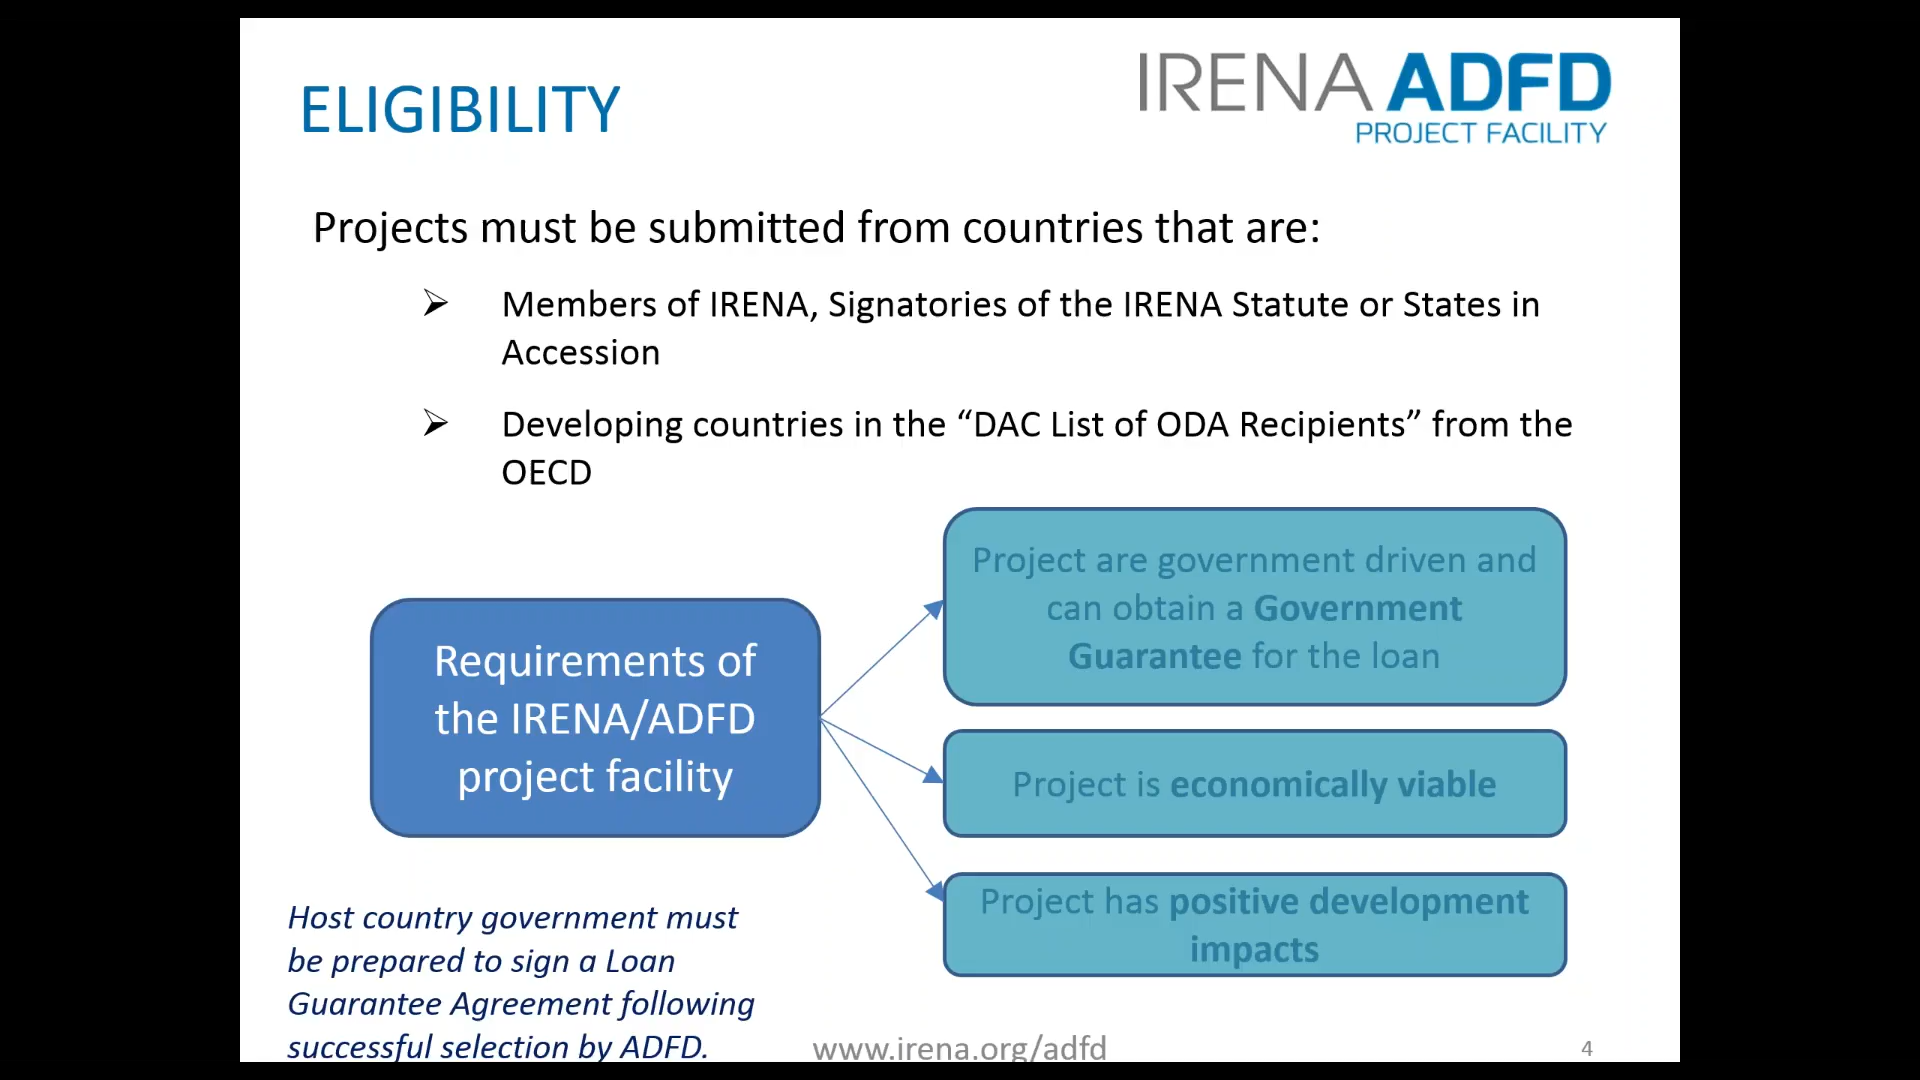 ELIGIBILITY
IRENA ADFD
PROJECT FACILITY
Projects must be submitted from countries that are:
Members of IRENA, Signatories of the IRENA Statute or States in
Accession
Developing countries in the “DAC List of ODA Recipients” from the
OECD
Requirements of
the IRENA/ADFD
project facility
Project are government driven and
can obtain a Government
Guarantee for the loan
Project is economically viable
Project has positive development
impacts
Host country government must
be prepared to sign a Loan
Guarantee Agreement following
successful selection by ADFD.
www.irena.org/adfd
4